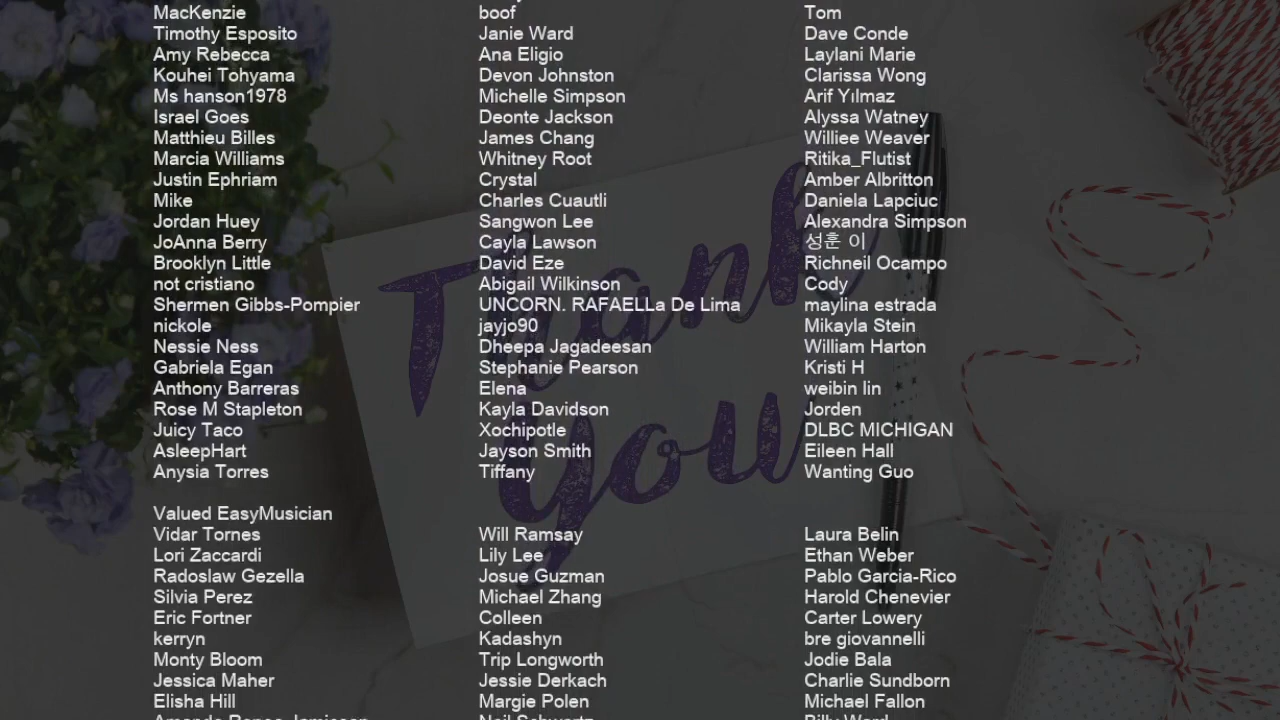 MacKenzie boof Tom
Timothy Esposito Janie Ward Dave Conde
Amy Rebecca Ana Eligio Laylani Marie
Kouhei Tohyama Devon Johnston Clarissa Wong
Ms hanson1978 Michelle Simpson Arif Yılmaz
Israel Goes Deonte Jackson Alyssa Watney
Matthieu Billes James Chang Williee Weaver
Marcia Williams Whitney Root Ritika_Flutist
Justin Ephriam Crystal Amber Albritton
Mike Charles Cuautli Daniela Lapciuc
Jordan Huey Sangwon Lee Alexandra Simpson
JoAnna Berry Cayla Lawson 성훈 이
Brooklyn Little David Eze Richneil Ocampo
not cristiano Abigail Wilkinson Cody
Shermen Gibbs-Pompier UNCORN. RAFAELLa De Lima maylina estrada
nickole jayjo90 Mikayla Stein
Nessie Ness Dheepa Jagadeesan William Harton
Gabriela Egan Stephanie Pearson Kristi H
Anthony Barreras Elena weibin lin
Rose M Stapleton Kayla Davidson Jorden
Juicy Taco Xochipotle DLBC MICHIGAN
AsleepHart Jayson Smith Eileen Hall
Anysia Torres Tiffany Wanting Guo
Valued EasyMusician
Vidar Tornes Will Ramsay Laura Belin
Lori Zaccardi Lily Lee Ethan Weber
Radoslaw Gezella Josue Guzman Pablo Garcia-Rico
Silvia Perez Michael Zhang Harold Chenevier
Eric Fortner Colleen Carter Lowery
kerryn Kadashyn bre giovannelli
Monty Bloom Trip Longworth Jodie Bala
Jessica Maher Jessie Derkach Charlie Sundborn
Elisha Hill Margie Polen Michael Fallon
Thank
you